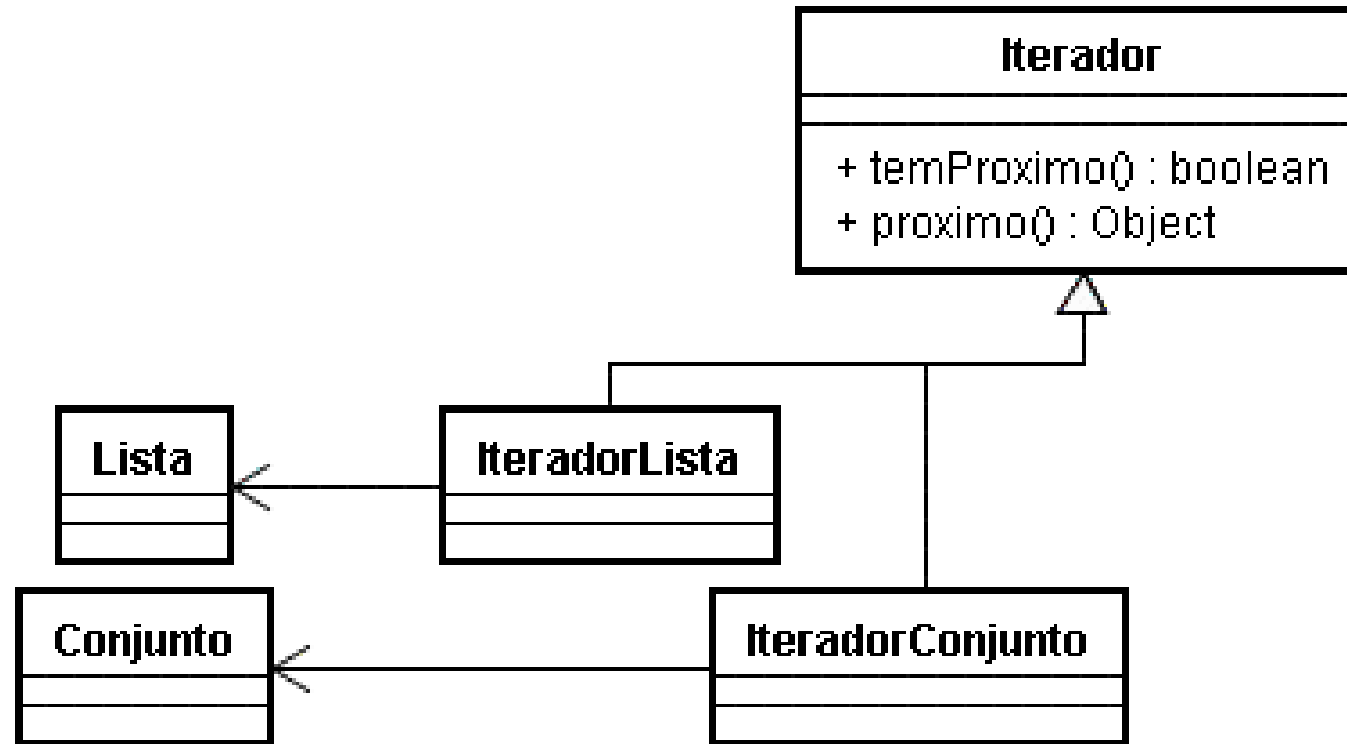 Iterador
+ temProximo() : boolean
+ proximo() : Object
Lista
IteradorLista
Conjunto
IteradorConjunto